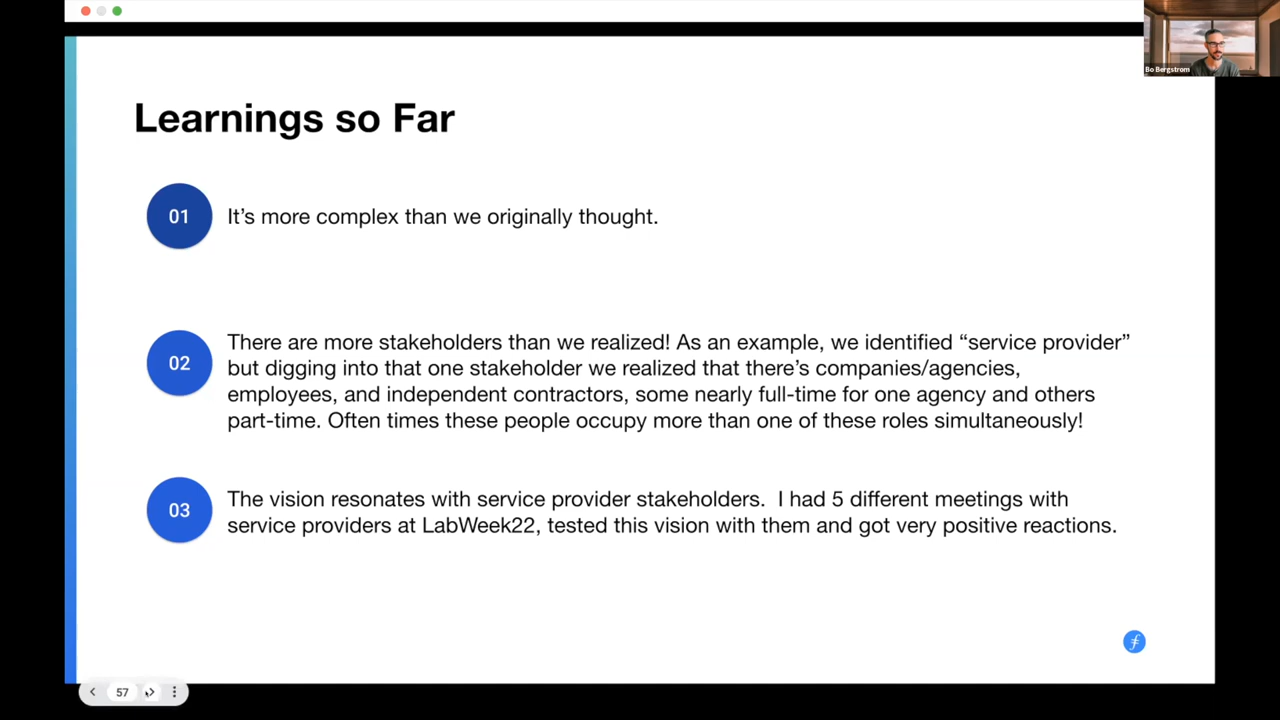 Bo Bergstrom
Learnings so Far
01
It’s more complex than we originally thought.
02
There are more stakeholders than we realized! As an example, we identified “service provider”
but digging into that one stakeholder we realized that there’s companies/agencies,
employees, and independent contractors, some nearly full-time for one agency and others
part-time. Often times these people occupy more than one of these roles simultaneously!
03
The vision resonates with service provider stakeholders.  I had 5 different meetings with
service providers at LabWeek22, tested this vision with them and got very positive reactions.
57